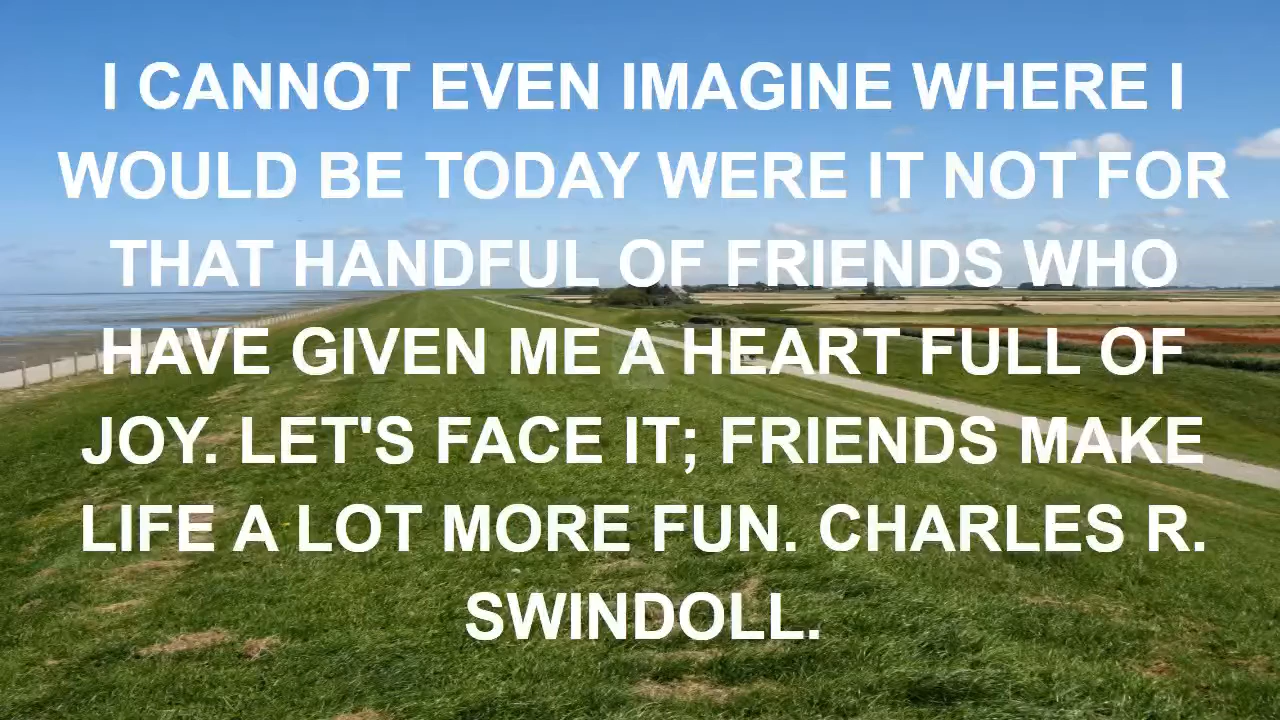 I CANNOT EVEN IMAGINE WHERE I
WOULD BE TODAY WERE IT NOT FOR
THAT HANDFUL OF FRIENDS WHO
HAVE GIVEN ME A HEART FULL OF
JOY. LET'S FACE IT; FRIENDS MAKE
LIFE A LOT MORE FUN. CHARLES R.
SWINDOLL.